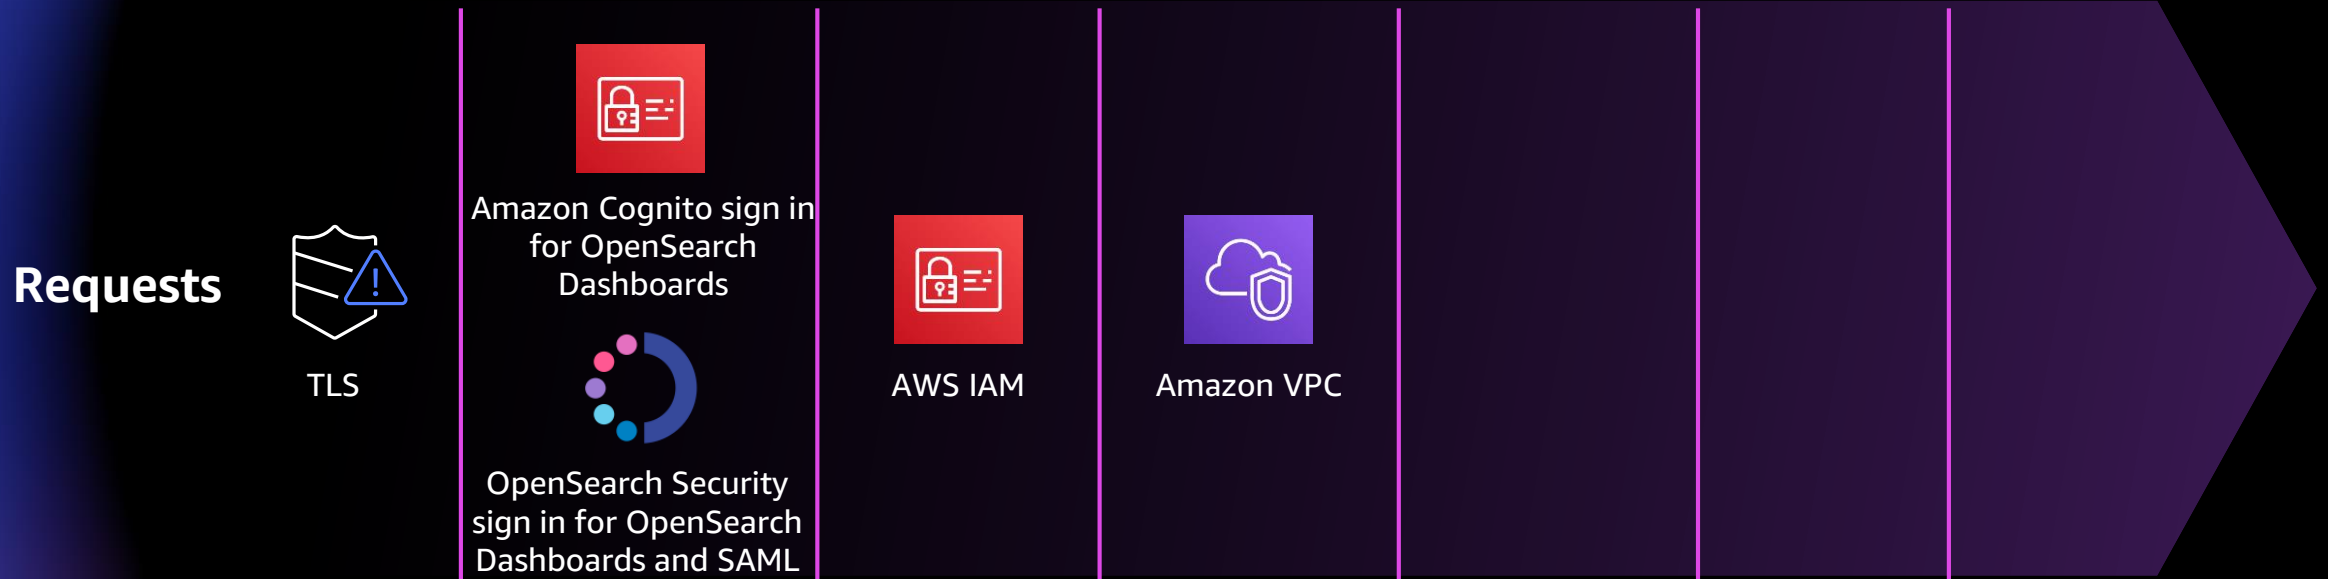 Requests
TLS
Amazon Cognito sign in
for OpenSearch
Dashboards
OpenSearch Security
sign in for OpenSearch
Dashboards and SAML
AWS IAM
Amazon VPC